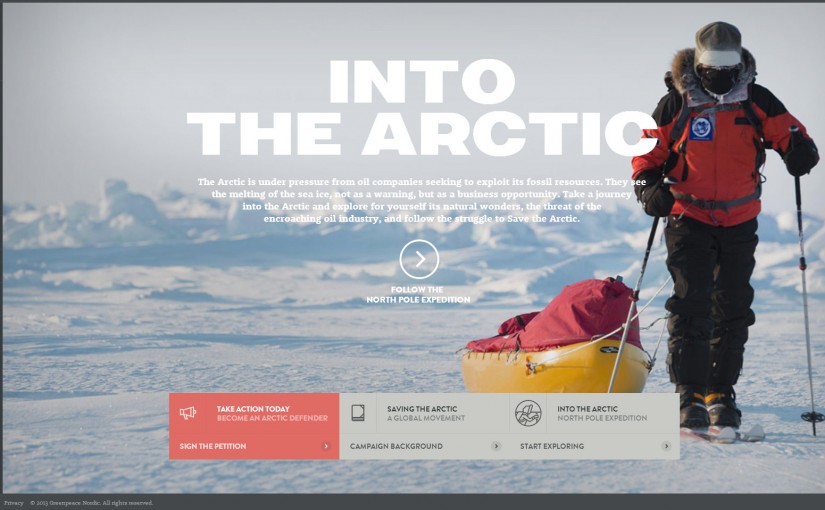 INTO
THE ARCTIC
The Arctic is under pressure from oil companies seeking to exploit its fossil resources. They see
the melting of the sea ice, not as a warning, but as a business opportunity. Take a journey
into the Arctic and explore for yourself its natural wonders, the threat of the
encroaching oil industry, and follow the struggle to Save the Arctic.
FOLLOW THE
NORTH POLE EXPEDITION
TAKE ACTION TODAY
BECOME AN ARCTIC DEFENDER
SIGN THE PETITION
SAVING THE ARCTIC
A GLOBAL MOVEMENT
CAMPAIGN BACKGROUND
INTO THE ARCTIC
NORTH POLE EXPEDITION
START EXPLORING
Privacy © 2013 Greenpeace Nordic. All rights reserved.